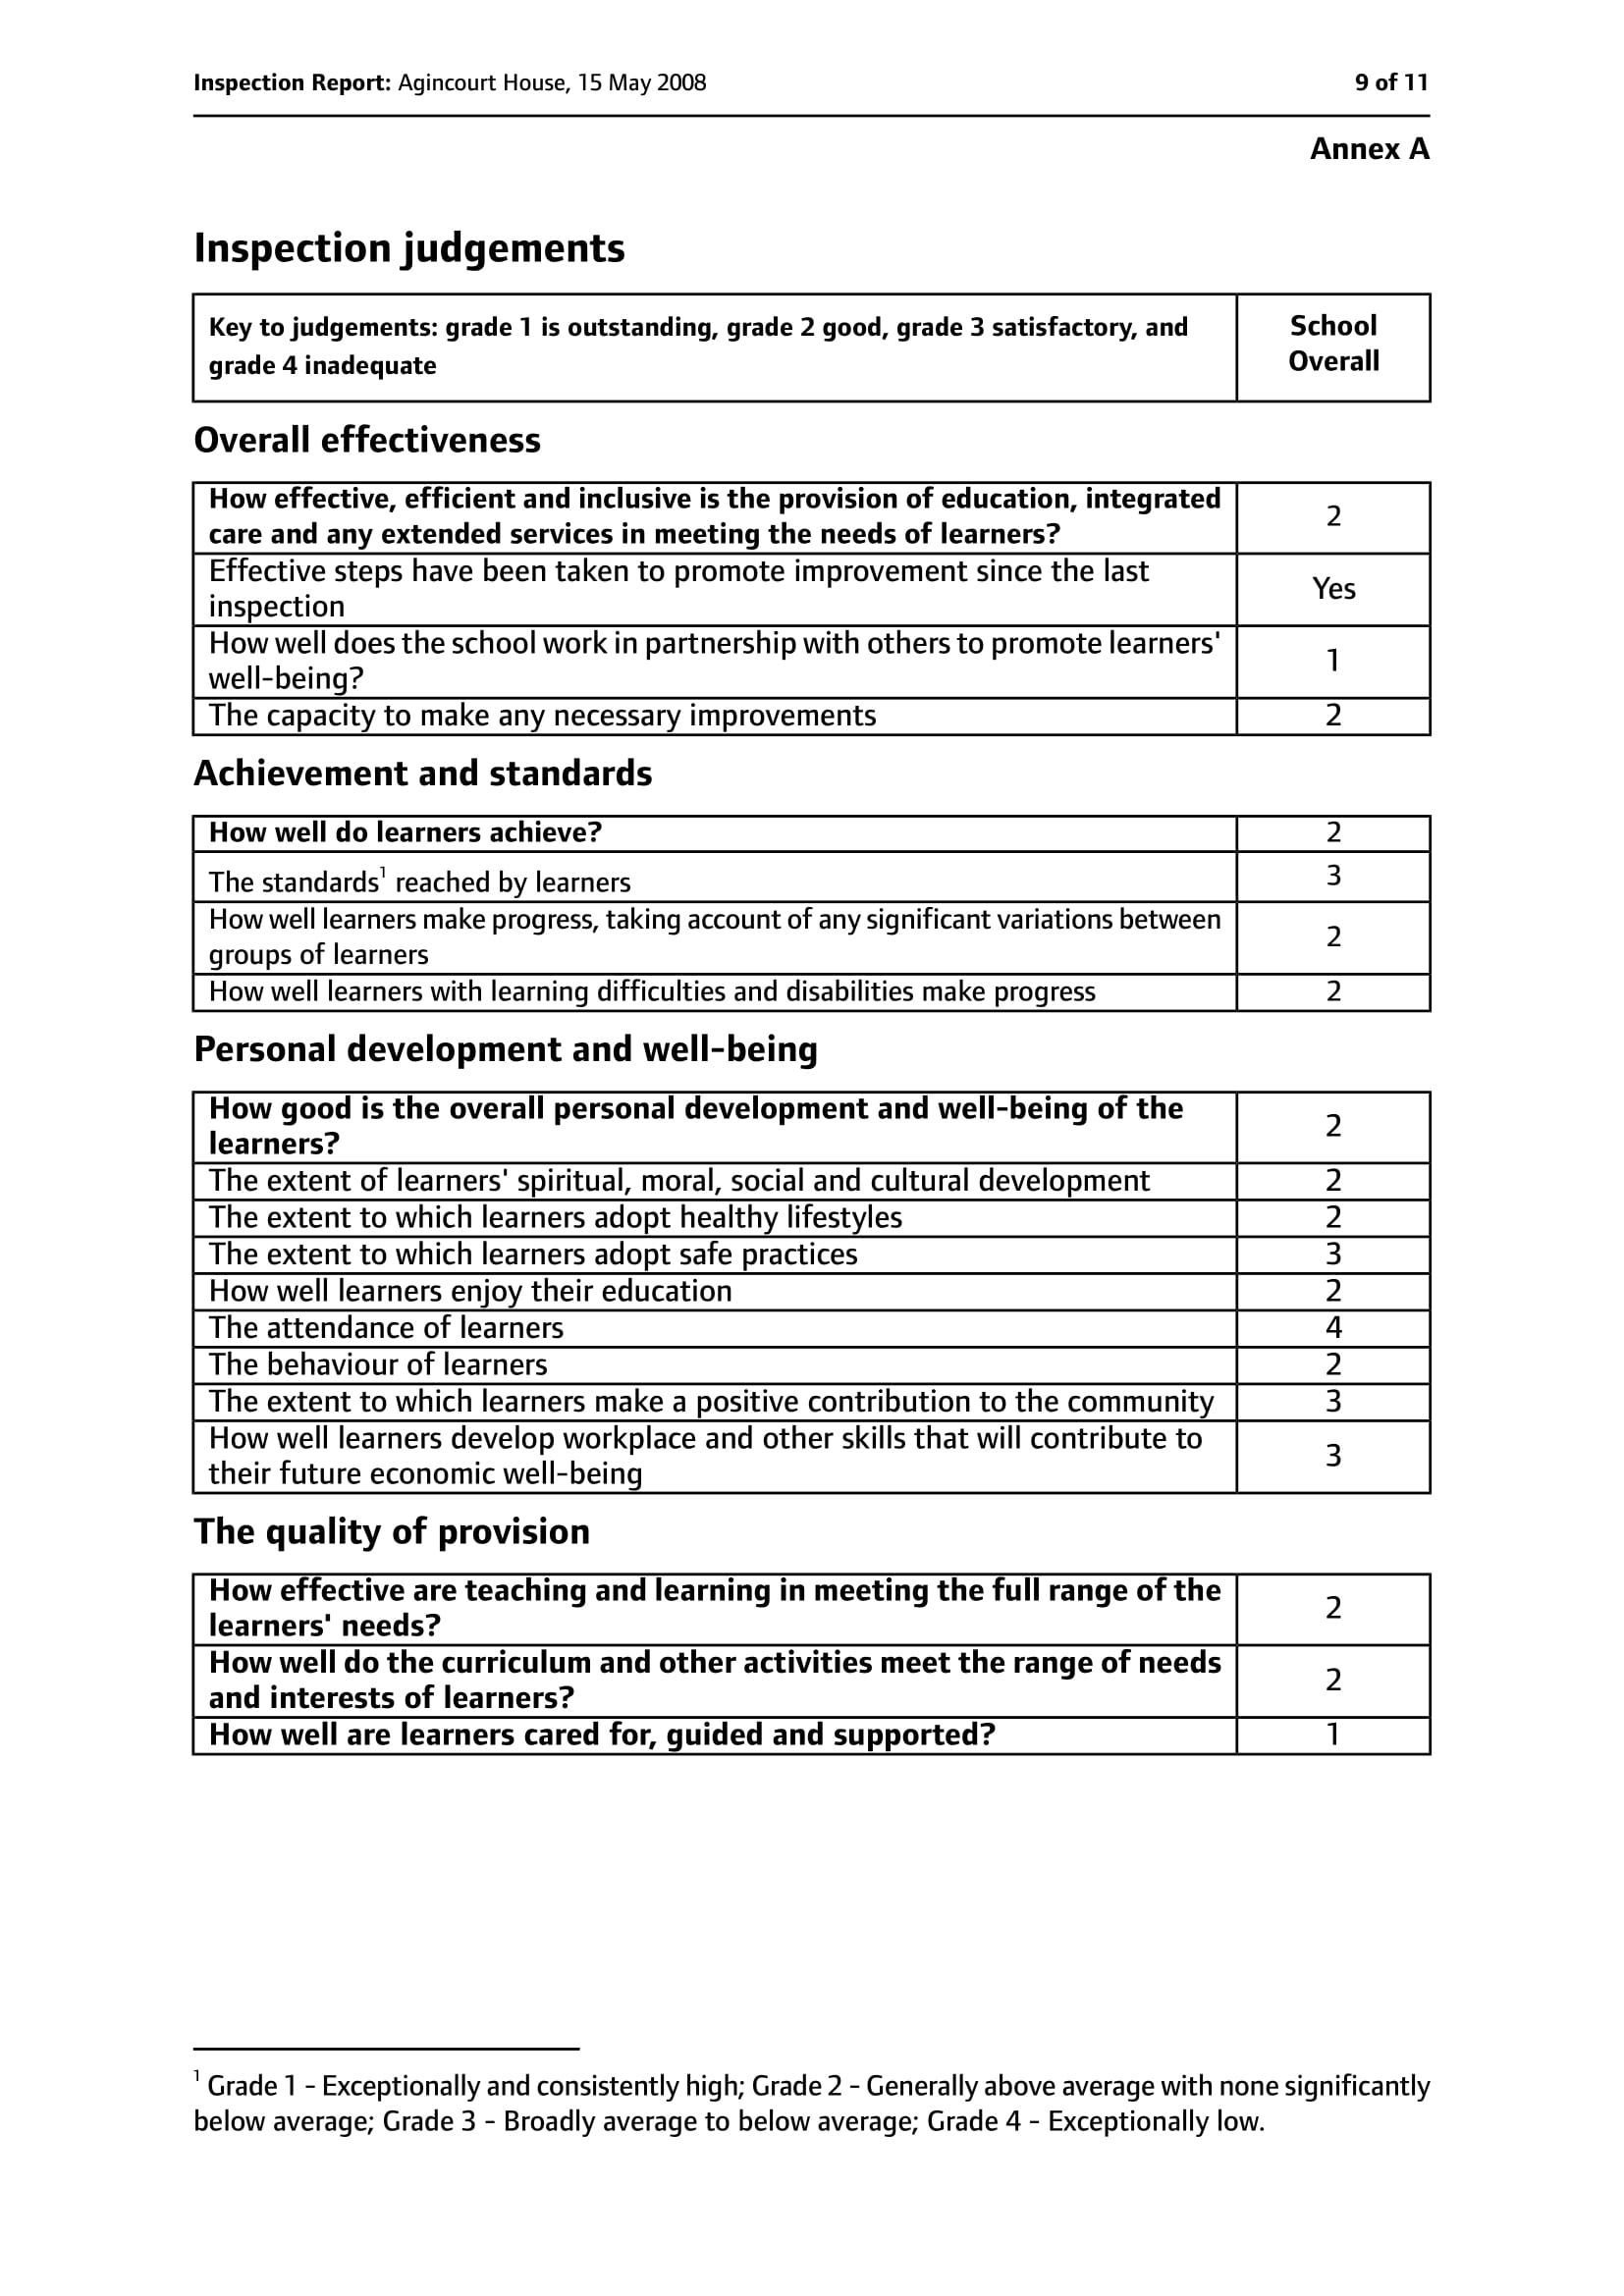 Inspection Report: Agincourt House, 15 May 2008
9 of 11
Annex A
Inspection judgements
Key to judgements: grade 1 is outstanding, grade 2 good, grade 3 satisfactory, and
grade 4 inadequate
School
Overall
Overall effectiveness
How effective, efficient and inclusive is the provision of education, integrated
care and any extended services in meeting the needs of learners?
2
Effective steps have been taken to promote improvement since the last
inspection
Yes
How well does the school work in partnership with others to promote learners'
well-being?
1
The capacity to make any necessary improvements
2
Achievement and standards
How well do learners achieve?
2
The standards¹ reached by learners
3
How well learners make progress, taking account of any significant variations between
groups of learners
2
How well learners with learning difficulties and disabilities make progress
2
Personal development and well-being
How good is the overall personal development and well-being of the
learners?
2
The extent of learners' spiritual, moral, social and cultural development
2
The extent to which learners adopt healthy lifestyles
2
The extent to which learners adopt safe practices
3
How well learners enjoy their education
2
The attendance of learners
4
The behaviour of learners
2
The extent to which learners make a positive contribution to the community
3
How well learners develop workplace and other skills that will contribute to
their future economic well-being
3
The quality of provision
How effective are teaching and learning in meeting the full range of the
learners' needs?
2
How well do the curriculum and other activities meet the range of needs
and interests of learners?
2
How well are learners cared for, guided and supported?
1
¹ Grade 1 - Exceptionally and consistently high; Grade 2 - Generally above average with none significantly
below average; Grade 3 - Broadly average to below average; Grade 4 - Exceptionally low.